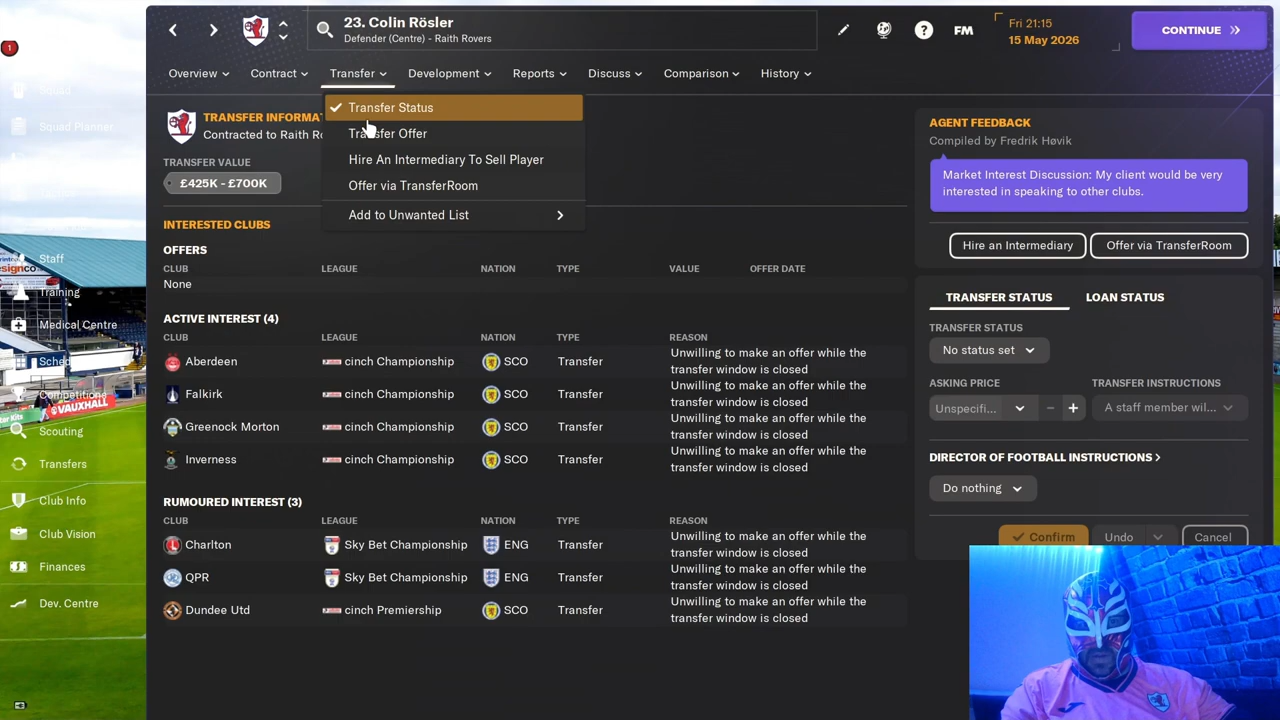 23. Colin Rösler
Defender (Centre) - Raith Rovers
FM
Fri 21:15
15 May 2026
CONTINUE
1
Overview
Contract
Transfer
Development
Reports
Discuss
Comparison
History
Squad
Squad Planner
Staff
Training
Medical Centre
Sched
Competitions
Scouting
Transfers
Club Info
Club Vision
Finances
Dev. Centre
VAUXHALL
TRANSFER INFORMA
Contracted to Raith Ro
TRANSFER VALUE
£425K - £700K
Transfer Status
Transfer Offer
Hire An Intermediary To Sell Player
Offer via TransferRoom
Add to Unwanted List
INTERESTED CLUBS
OFFERS
CLUB LEAGUE NATION TYPE VALUE OFFER DATE
None
ACTIVE INTEREST (4)
CLUB LEAGUE NATION TYPE REASON
Aberdeen cinch Championship SCO Transfer Unwilling to make an offer while the
transfer window is closed
Falkirk cinch Championship SCO Transfer Unwilling to make an offer while the
transfer window is closed
Greenock Morton cinch Championship SCO Transfer Unwilling to make an offer while the
transfer window is closed
Inverness cinch Championship SCO Transfer Unwilling to make an offer while the
transfer window is closed
RUMOURED INTEREST (3)
CLUB LEAGUE NATION TYPE REASON
Charlton Sky Bet Championship ENG Transfer Unwilling to make an offer while the
transfer window is closed
QPR Sky Bet Championship ENG Transfer Unwilling to make an offer while the
transfer window is closed
Dundee Utd cinch Premiership SCO Transfer Unwilling to make an offer while the
transfer window is closed
AGENT FEEDBACK
Compiled by Fredrik Høvik
Market Interest Discussion: My client would be very
interested in speaking to other clubs.
Hire an Intermediary
Offer via TransferRoom
TRANSFER STATUS
LOAN STATUS
TRANSFER STATUS
No status set
ASKING PRICE
TRANSFER INSTRUCTIONS
Unspecifi...
A staff member wil...
DIRECTOR OF FOOTBALL INSTRUCTIONS
Do nothing
Confirm
Undo
Cancel